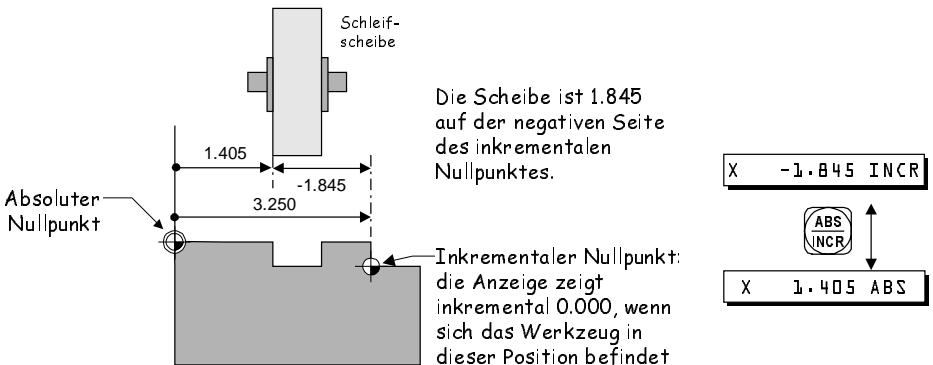 Schleif-
scheibe
Die Scheibe ist 1.845
auf der negativen Seite
des inkrementalen
Nullpunktes.
1.405
-1.845
3.250
Absoluter
Nullpunkt
Inkrementaler Nullpunkt:
die Anzeige zeigt
inkremental 0.000, wenn
sich das Werkzeug in
dieser Position befindet
X -1.845 INCR
ABS
INCR
X 1.405 ABS